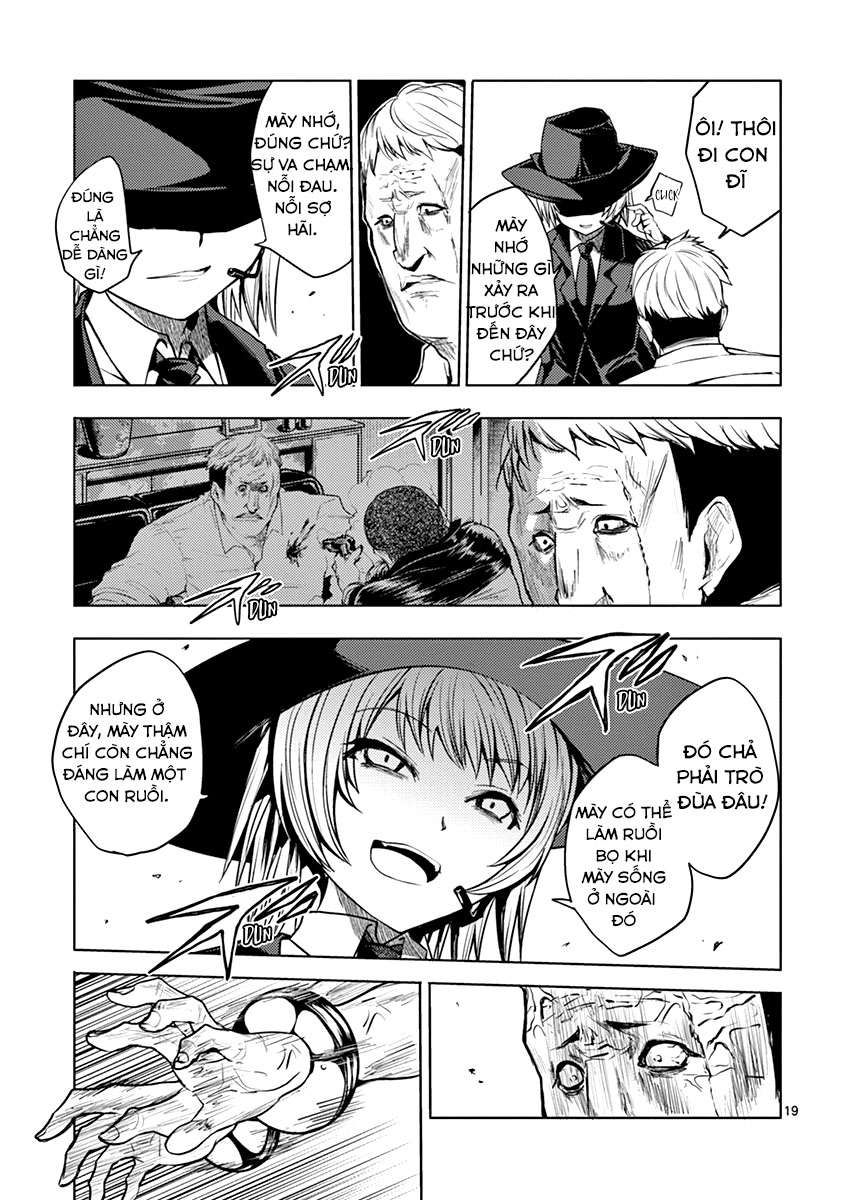 ÔI! THÔI
ĐI CON
ĐĨ
CLICK
MÀY
NHỚ
NHỮNG GÌ
XẢY RA
TRƯỚC KHI
ĐẾN ĐÂY
CHỨ?
MÀY NHỚ,
ĐÚNG CHỨ?
SỰ VA CHẠM.
NỖI ĐAU.
NỖI SỢ
HÃI.
ĐÚNG
LÀ
CHẲNG
DỄ DÀNG
GÌ!
DUN
DUN
DUN
DUN
DUN
ĐÓ CHẢ
PHẢI TRÒ
ĐÙA ĐÂU!
MÀY CÓ THỂ
LÀM RUỒI
BỌ KHI
MÀY SỐNG
Ở NGOÀI
ĐÓ
NHƯNG Ở
ĐÂY, MÀY THẬM
CHÍ CÒN CHẲNG
ĐÁNG LÀM MỘT
CON RUỒI.
DUN
19